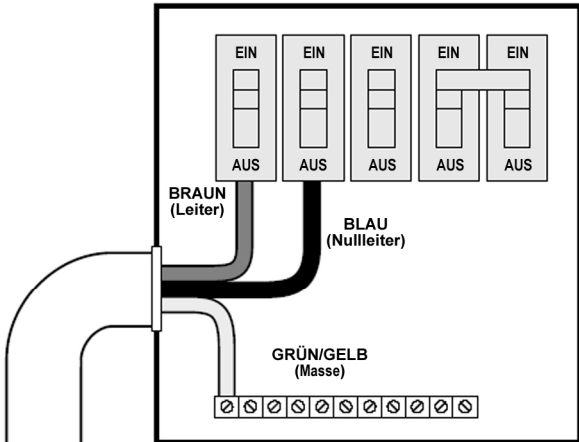 EIN EIN EIN EIN EIN
AUS AUS AUS AUS AUS
BRAUN
(Leiter)
BLAU
(Nullleiter)
GRÜN/GELB
(Masse)